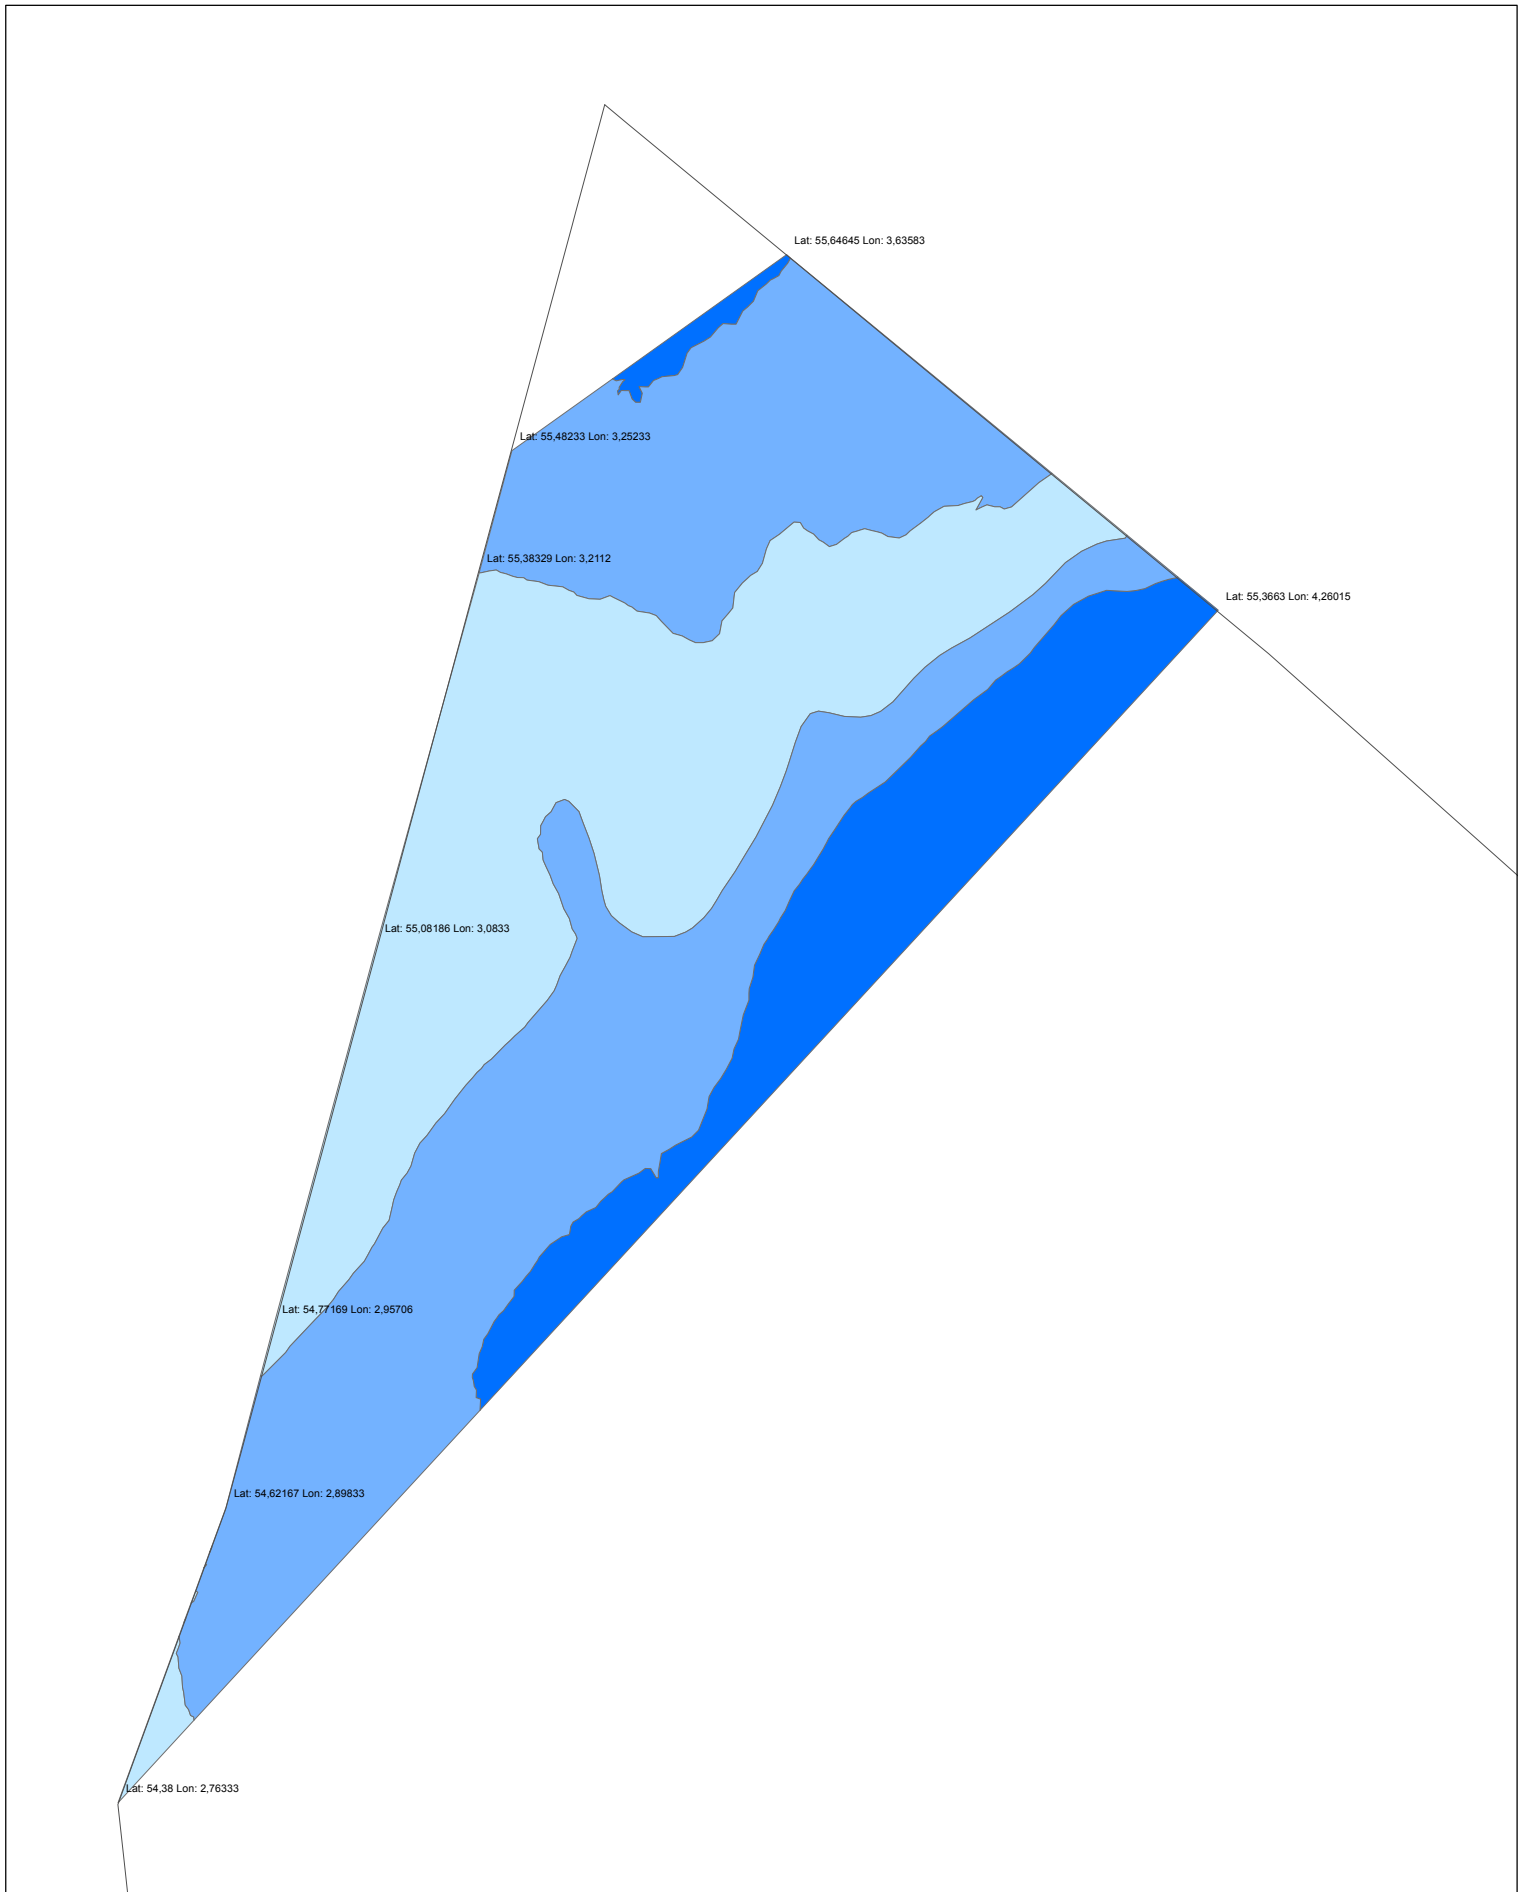 Lat: 55,64645 Lon: 3,63583
Lat: 55,48233 Lon: 3,25233
Lat: 55,38329 Lon: 3,2112
Lat: 55,3663 Lon: 4,26015
Lat: 55,08186 Lon: 3,0833
Lat: 54,77169 Lon: 2,95706
Lat: 54,62167 Lon: 2,89833
Lat: 54,38 Lon: 2,76333